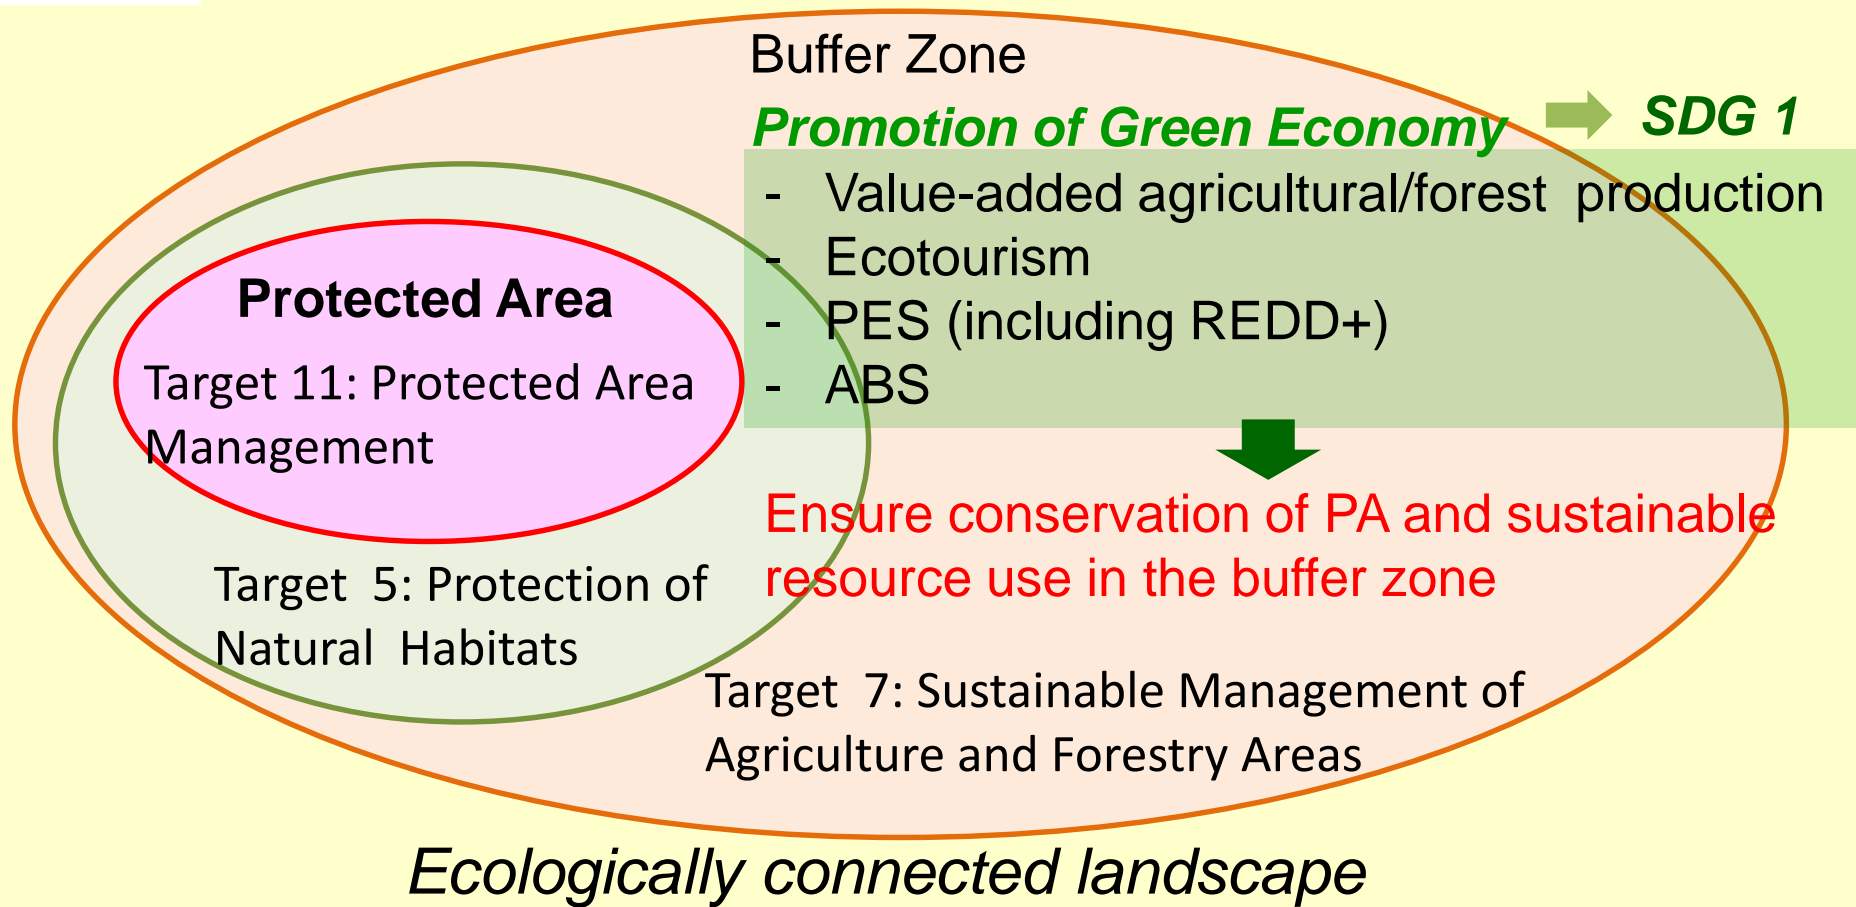 Buffer Zone
Promotion of Green Economy
SDG 1
- Value-added agricultural/forest production
- Ecotourism
- PES (including REDD+)
- ABS
Protected Area
Target 11: Protected Area
Management
Ensure conservation of PA and sustainable
resource use in the buffer zone
Target 5: Protection of
Natural Habitats
Target 7: Sustainable Management of
Agriculture and Forestry Areas
Ecologically connected landscape